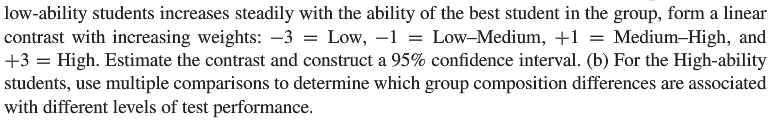 low-ability students increases steadily with the ability of the best student in the group, form a linear
contrast with increasing weights: −3 = Low, −1 = Low–Medium, +1 = Medium–High, and
+3 = High. Estimate the contrast and construct a 95% confidence interval. (b) For the High-ability
students, use multiple comparisons to determine which group composition differences are associated
with different levels of test performance.